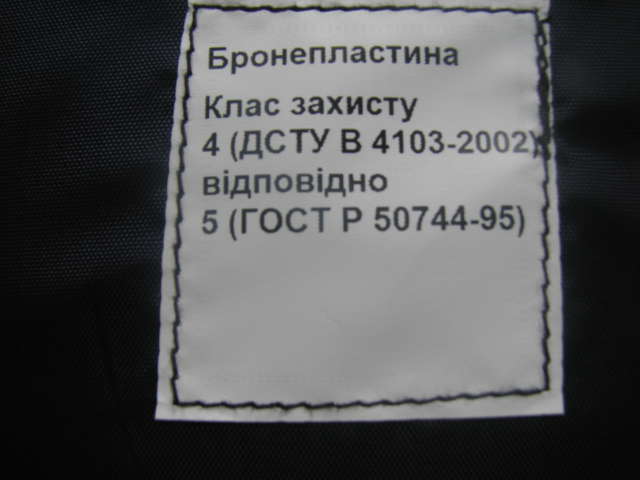 Бронепластина
Клас захисту
4 (ДСТУ В 4103-2002)
відповідно
5 (ГОСТ Р 50744-95)